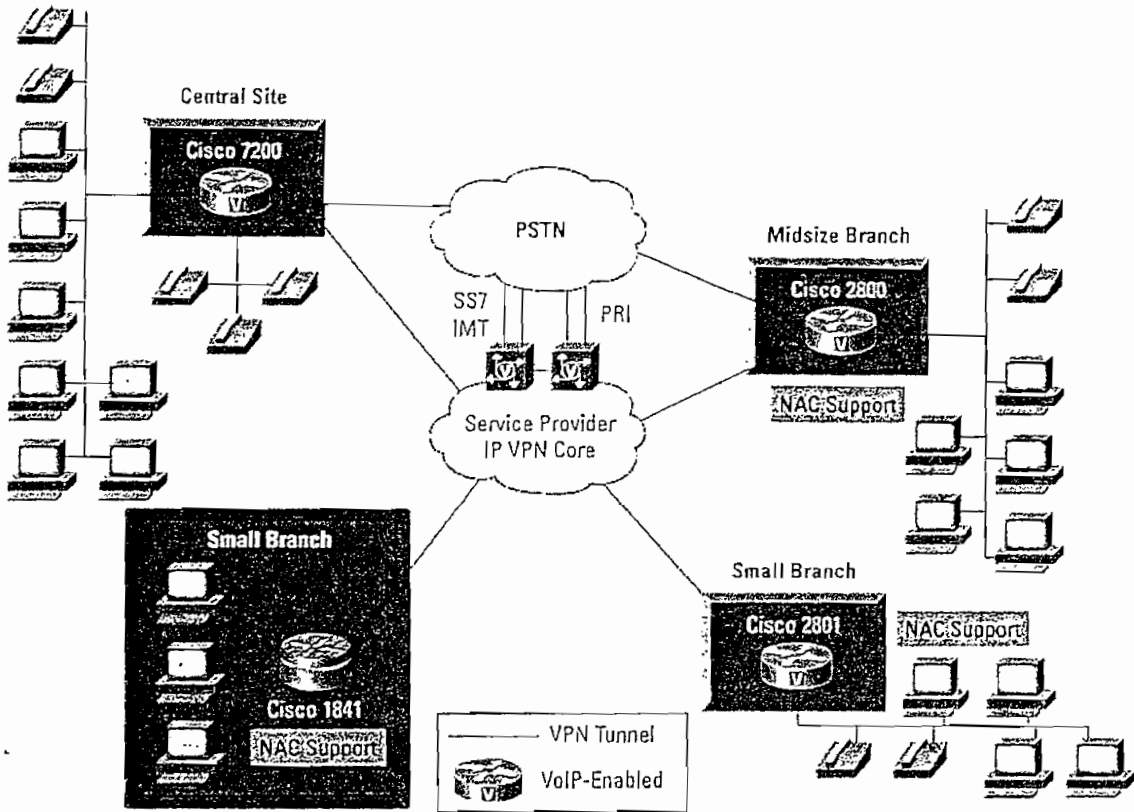 Central Site
Cisco 7200
V
PSTN
SS7
IMT
PRI
V
V
Service Provider
IP VPN Core
Midsize Branch
Cisco 2800
V
NAC Support
Small Branch
Cisco 1841
NAC Support
Small Branch
Cisco 2801
V
NAC Support
VPN Tunnel
V
VoIP-Enabled